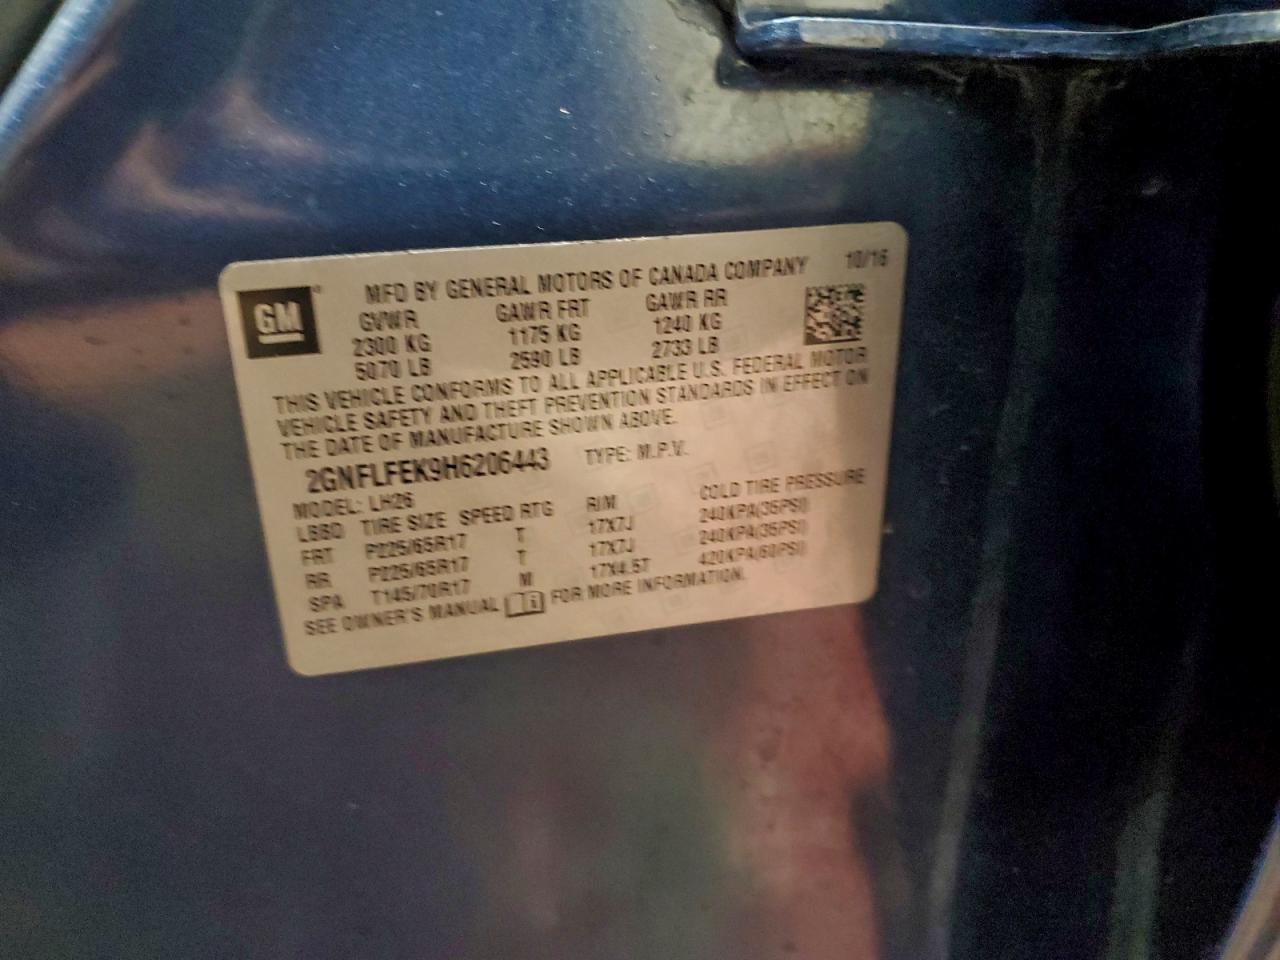 GM
MFD BY GENERAL MOTORS OF CANADA COMPANY 10/16
GVWR GAWR FRT GAWR RR
2300 KG 1175 KG 1240 KG
5070 LB 2590 LB 2733 LB
THIS VEHICLE CONFORMS TO ALL APPLICABLE U.S. FEDERAL MOTOR
VEHICLE SAFETY AND THEFT PREVENTION STANDARDS IN EFFECT ON
THE DATE OF MANUFACTURE SHOWN ABOVE.
2GNFLFEK9H6206443 TYPE: M.P.V.
MODEL: LH26
LBBD TIRE SIZE SPEED RTG RIM COLD TIRE PRESSURE
FRT P225/65R17 T 17X7J 240KPA(35PSI)
RR P225/65R17 T 17X7J 240KPA(35PSI)
SPA T145/70R17 M 17X4.5T 420KPA(60PSI)
SEE OWNER'S MANUAL FOR MORE INFORMATION.